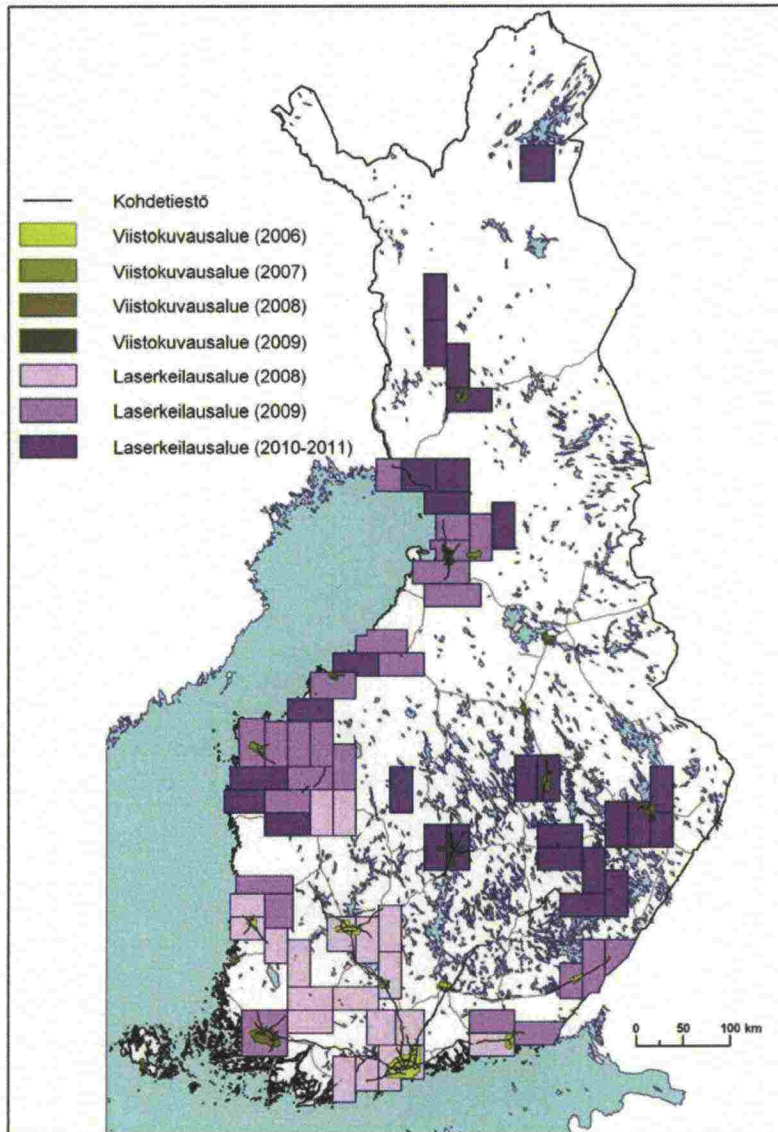 Kohdetiestö
Viistokuvausalue (2006)
Viistokuvausalue (2007)
Viistokuvausalue (2008)
Viistokuvausalue (2009)
Laserkeilausalue (2008)
Laserkeilausalue (2009)
Laserkeilausalue (2010-2011)
0 50 100 km